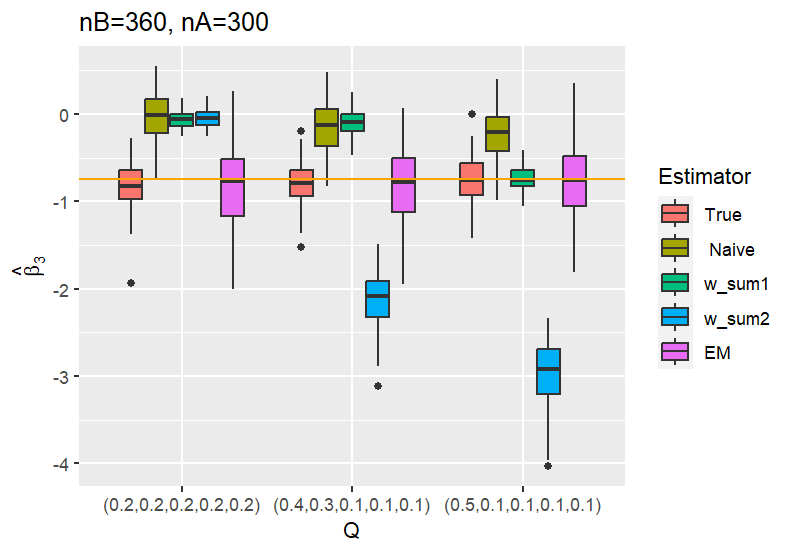 nB=360, nA=300
0
-1
-2
-3
-4
β̂₃
(0.2,0.2,0.2,0.2,0.2)
(0.4,0.3,0.1,0.1,0.1)
(0.5,0.1,0.1,0.1,0.1)
Q
Estimator
True
Naive
w_sum1
w_sum2
EM